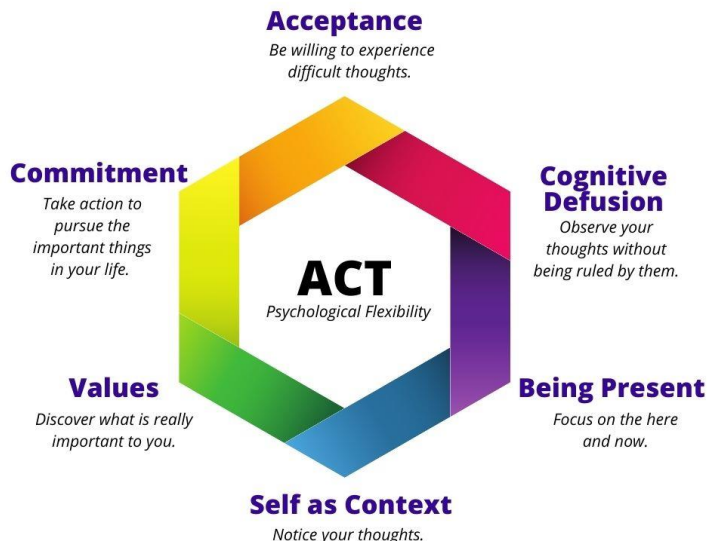 Acceptance
Be willing to experience
difficult thoughts.
Commitment
Take action to
pursue the
important things
in your life.
Cognitive
Defusion
Observe your
thoughts without
being ruled by them.
ACT
Psychological Flexibility
Values
Discover what is really
important to you.
Being Present
Focus on the here
and now.
Self as Context
Notice your thoughts.